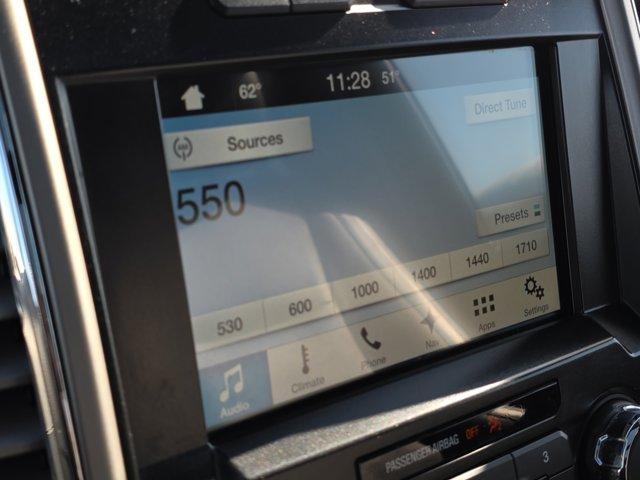 62° 11:28 51°
AM Sources
Direct Tune
550
Presets
530 600 1000 1400 1440 1710
Audio Climate Phone Nav Apps Settings
PASSENGER AIRBAG OFF
3